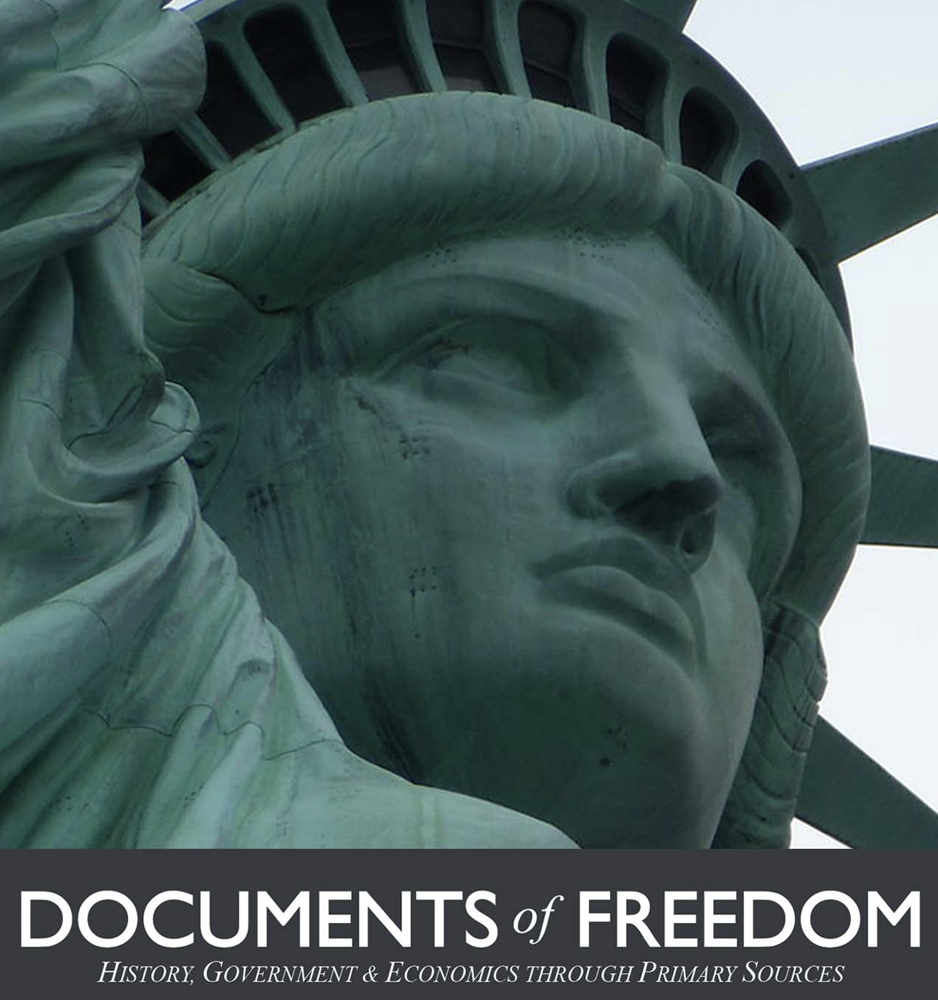 DOCUMENTS of FREEDOM
HISTORY, GOVERNMENT & ECONOMICS THROUGH PRIMARY SOURCES